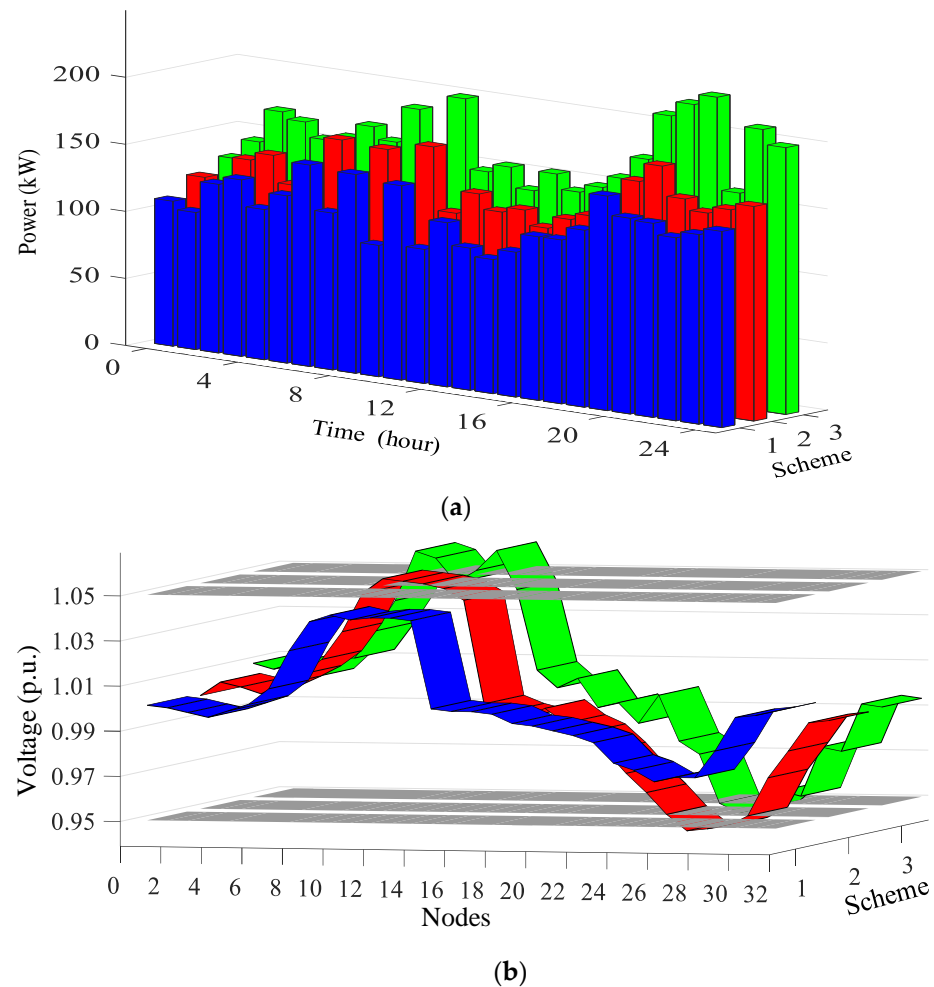 200
150
100
50
0
Power (kW)
0
4
8
12
16
20
24
Time (hour)
1
2
3
Scheme
(a)
1.05
1.03
1.01
0.99
0.97
0.95
Voltage (p.u.)
0 2 4 6 8 10 12 14 16 18 20 22 24 26 28 30 32
Nodes
1
2
3
Scheme
(b)